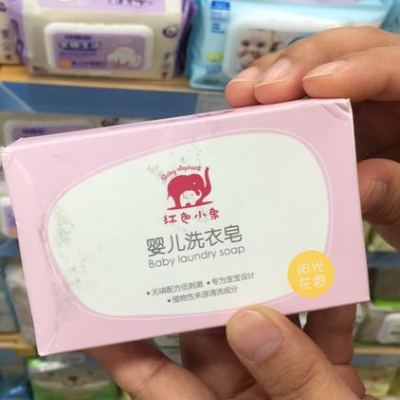 Baby elephant
红色小象
婴儿洗衣皂
Baby laundry soap
•无磷配方低刺激 •专为宝宝设计
•植物性来源清洗成分
阳光
花香